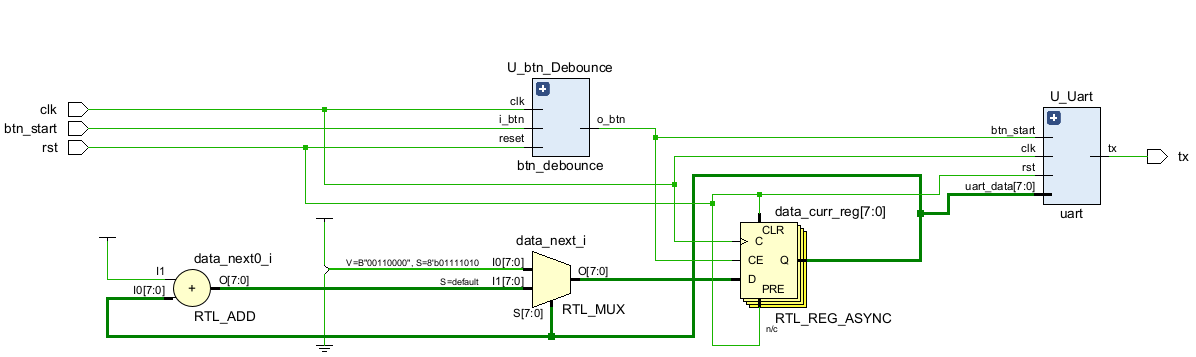 U_btn_Debounce
clk
btn_start
rst
clk
i_btn
reset
o_btn
btn_debounce
U_Uart
btn_start
clk
rst
uart_data[7:0]
tx
tx
uart
data_curr_reg[7:0]
CLR
C
CE
D
Q
PRE
n/c
RTL_REG_ASYNC
data_next_i
V=B"00110000", S=8'b01111010
I0[7:0]
S=default
I1[7:0]
O[7:0]
S[7:0]
RTL_MUX
data_next0_i
I1
I0[7:0]
+
O[7:0]
RTL_ADD